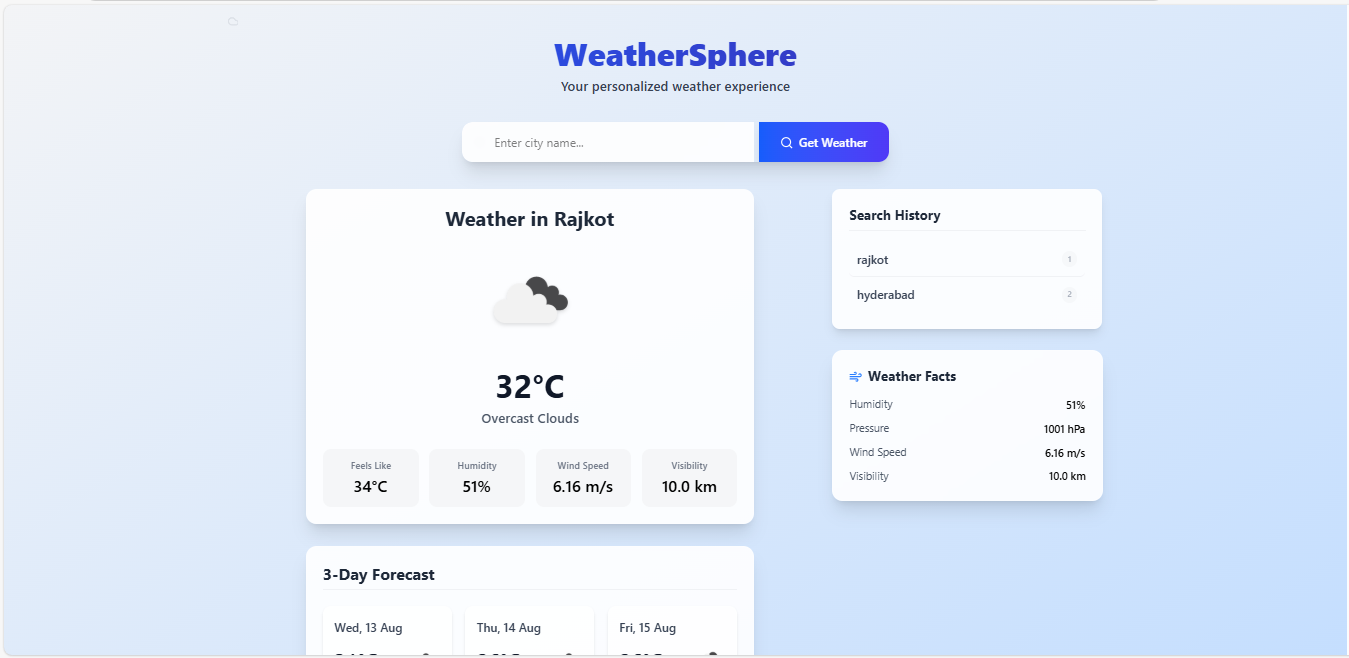 WeatherSphere
Your personalized weather experience
Enter city name...
Get Weather
Weather in Rajkot
32°C
Overcast Clouds
Feels Like
34°C
Humidity
51%
Wind Speed
6.16 m/s
Visibility
10.0 km
3-Day Forecast
Wed, 13 Aug
Thu, 14 Aug
Fri, 15 Aug
Search History
rajkot 1
hyderabad 2
Weather Facts
Humidity 51%
Pressure 1001 hPa
Wind Speed 6.16 m/s
Visibility 10.0 km